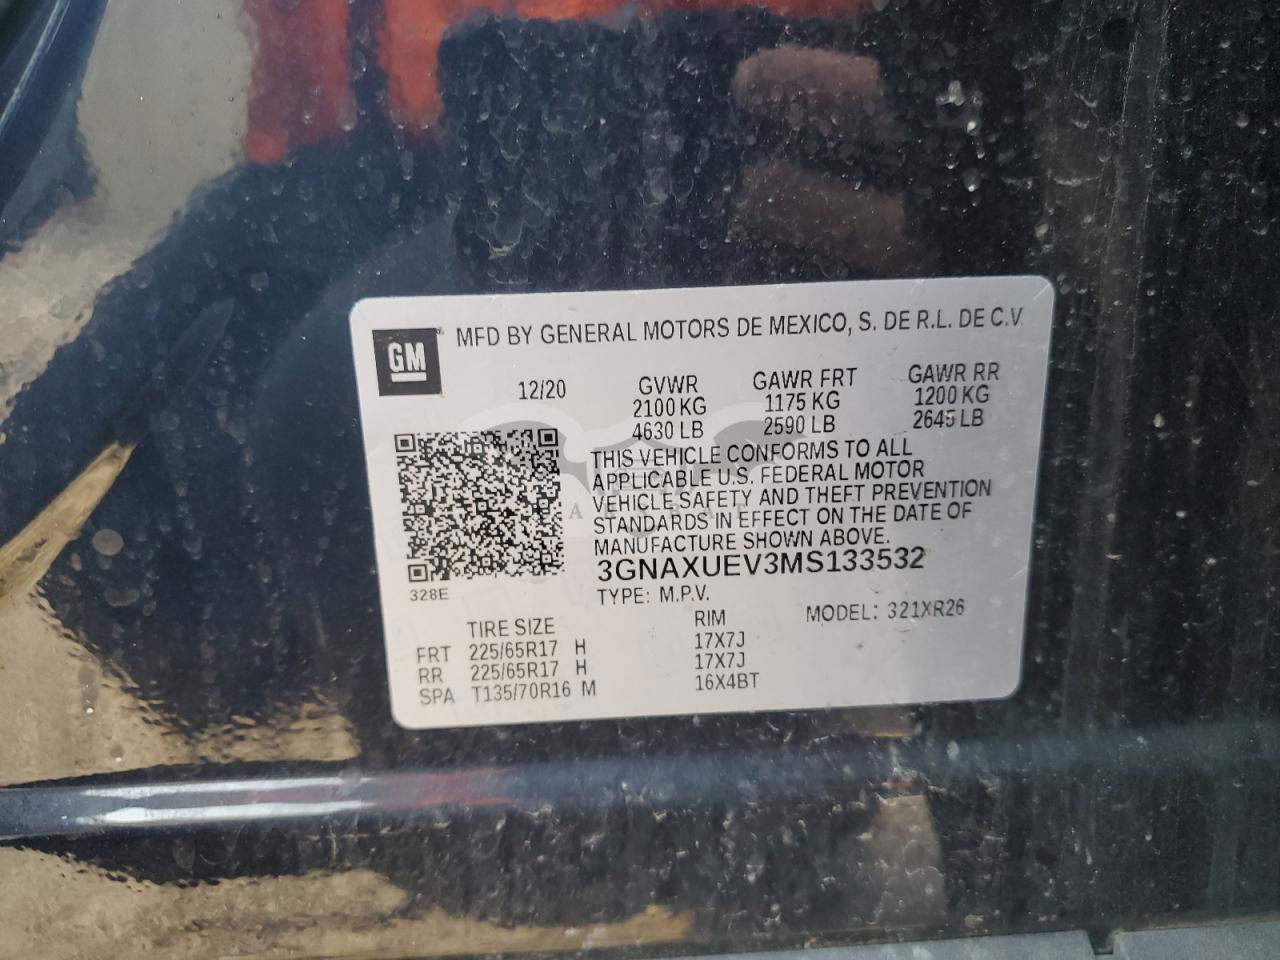 GM
MFD BY GENERAL MOTORS DE MEXICO, S. DE R.L. DE C.V.
12/20 GVWR GAWR FRT GAWR RR
2100 KG 1175 KG 1200 KG
4630 LB 2590 LB 2645 LB
THIS VEHICLE CONFORMS TO ALL
APPLICABLE U.S. FEDERAL MOTOR
VEHICLE SAFETY AND THEFT PREVENTION
STANDARDS IN EFFECT ON THE DATE OF
MANUFACTURE SHOWN ABOVE.
3GNAXUEV3MS133532
328E
TYPE: M.P.V. MODEL: 321XR26
TIRE SIZE RIM
FRT 225/65R17 H 17X7J
RR 225/65R17 H 17X7J
SPA T135/70R16 M 16X4BT